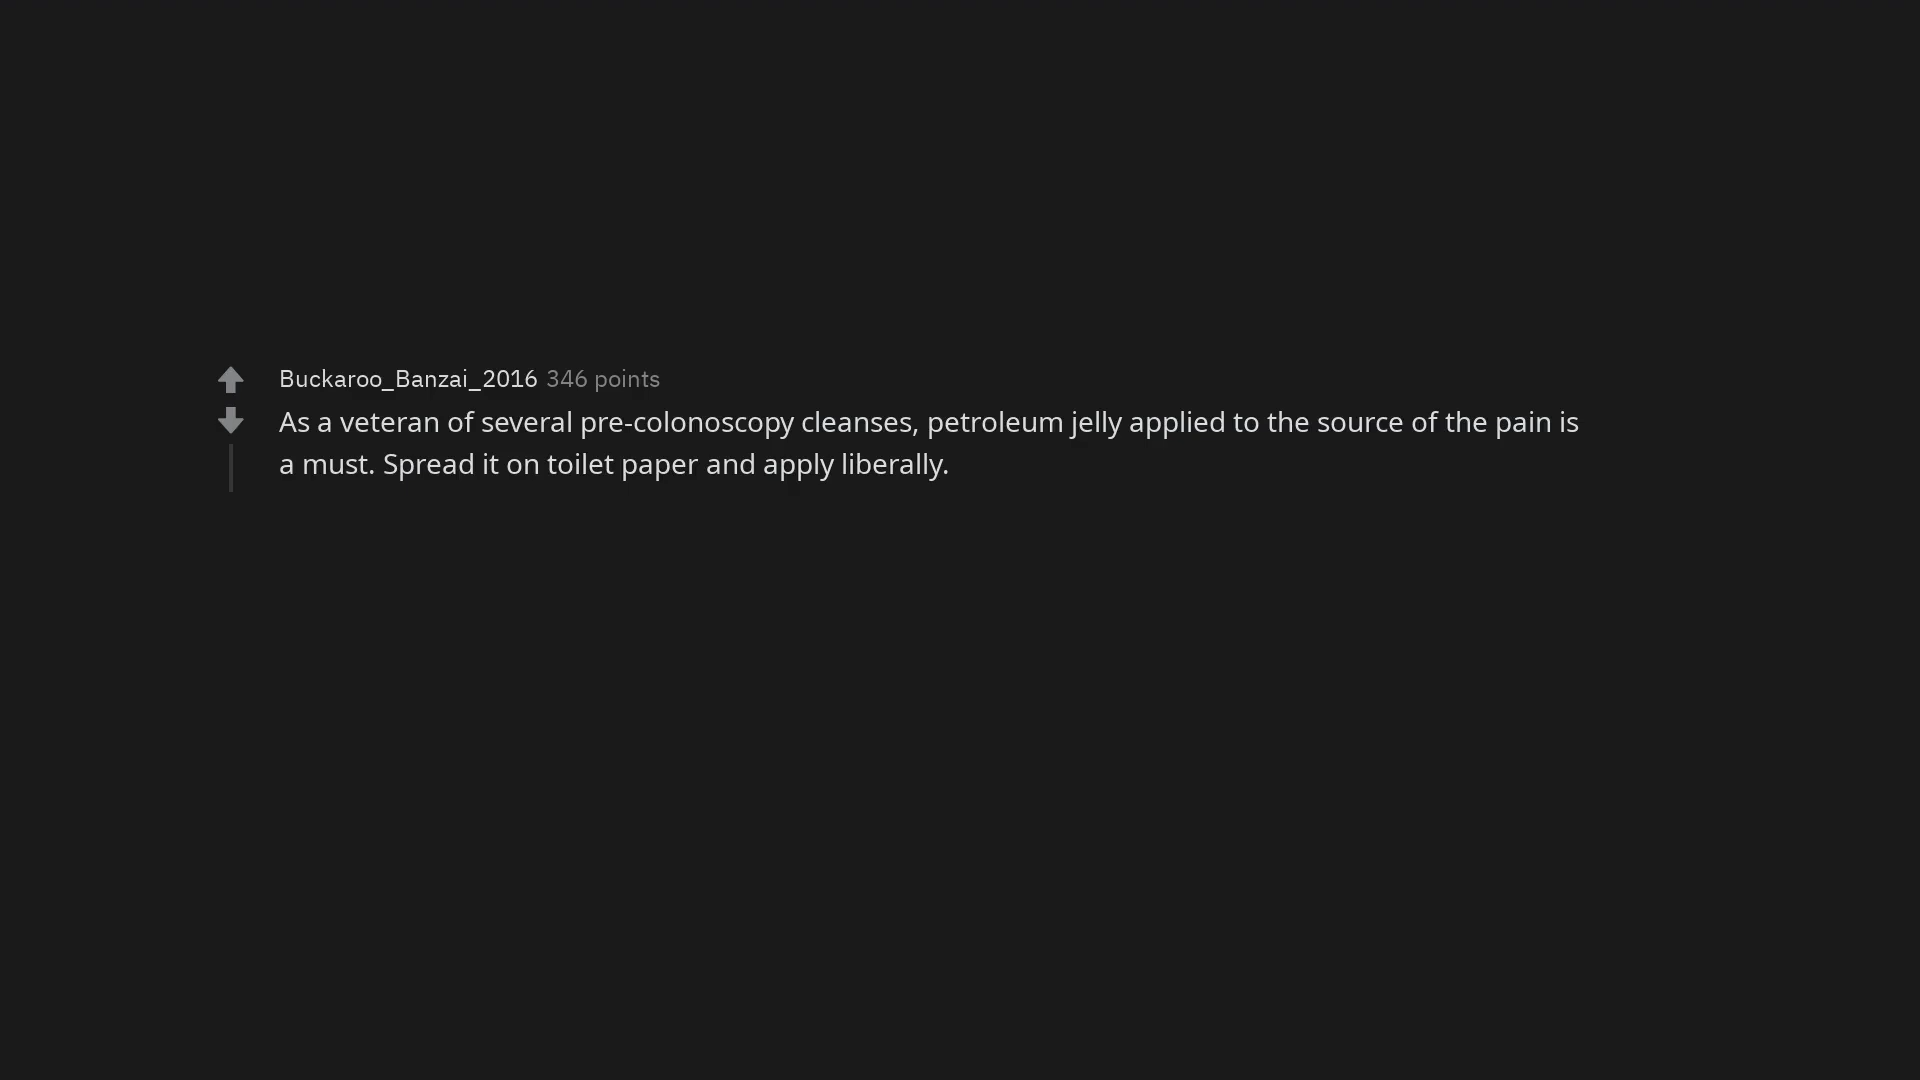 Buckaroo_Banzai_2016 346 points
As a veteran of several pre-colonoscopy cleanses, petroleum jelly applied to the source of the pain is
a must. Spread it on toilet paper and apply liberally.